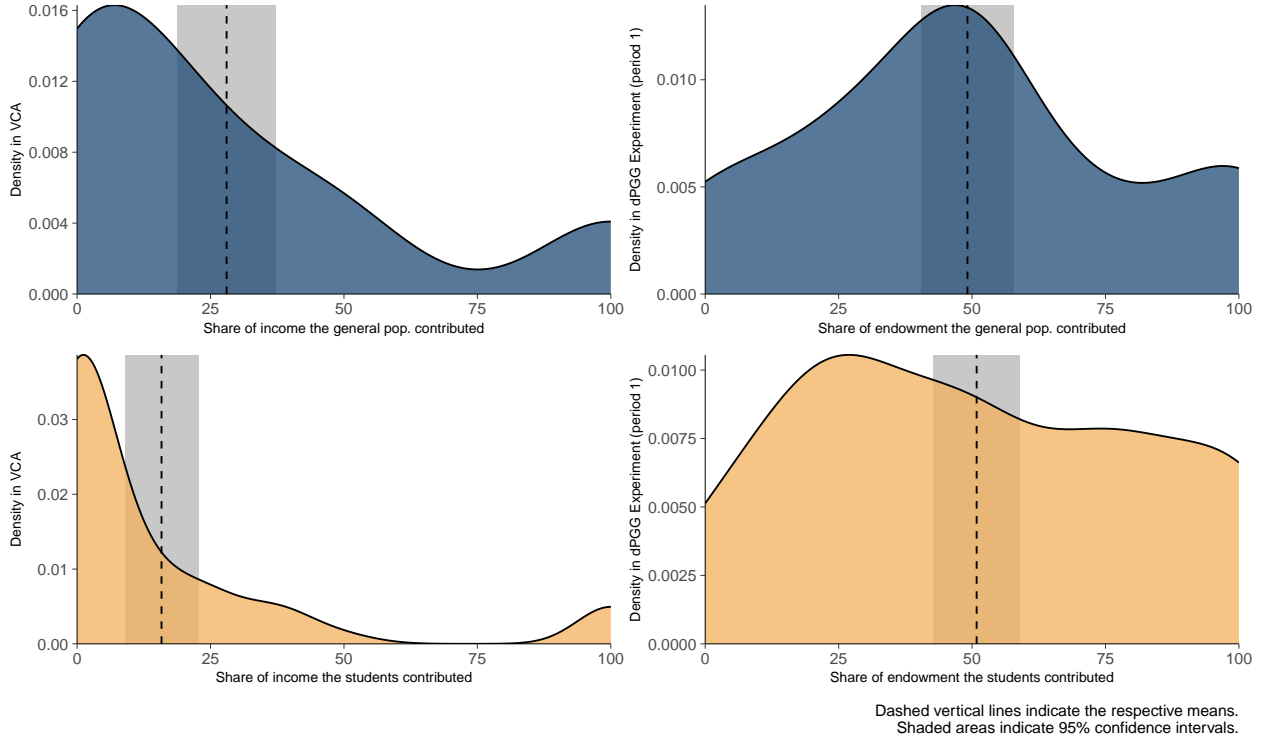 Density in VCA
0.016
0.012
0.008
0.004
0.000
0 25 50 75 100
Share of income the general pop. contributed
Density in dPGG Experiment (period 1)
0.010
0.005
0.000
0 25 50 75 100
Share of endowment the general pop. contributed
Density in VCA
0.03
0.02
0.01
0.00
0 25 50 75 100
Share of income the students contributed
Density in dPGG Experiment (period 1)
0.0100
0.0075
0.0050
0.0025
0.0000
0 25 50 75 100
Share of endowment the students contributed
Dashed vertical lines indicate the respective means.
Shaded areas indicate 95% confidence intervals.